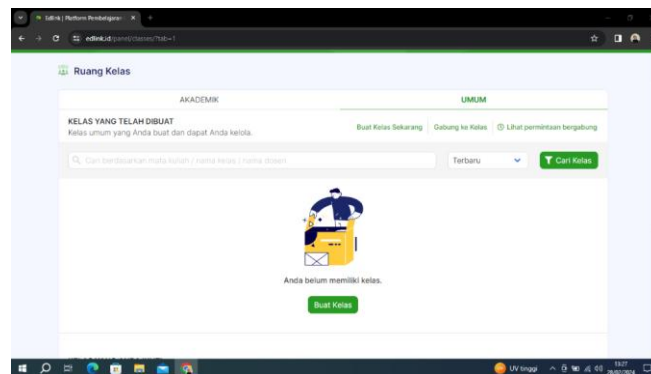 Edlink | Platform Pembelajaran
edlink.id/panel/classes/?tab=1
Ruang Kelas
AKADEMIK
UMUM
KELAS YANG TELAH DIBUAT
Kelas umum yang Anda buat dan dapat Anda kelola.
Buat Kelas Sekarang
Gabung ke Kelas
Lihat permintaan bergabung
Cari berdasarkan mata kuliah | nama kelas | nama dosen
Terbaru
Cari Kelas
Anda belum memiliki kelas.
Buat Kelas
UV tinggi
13:27